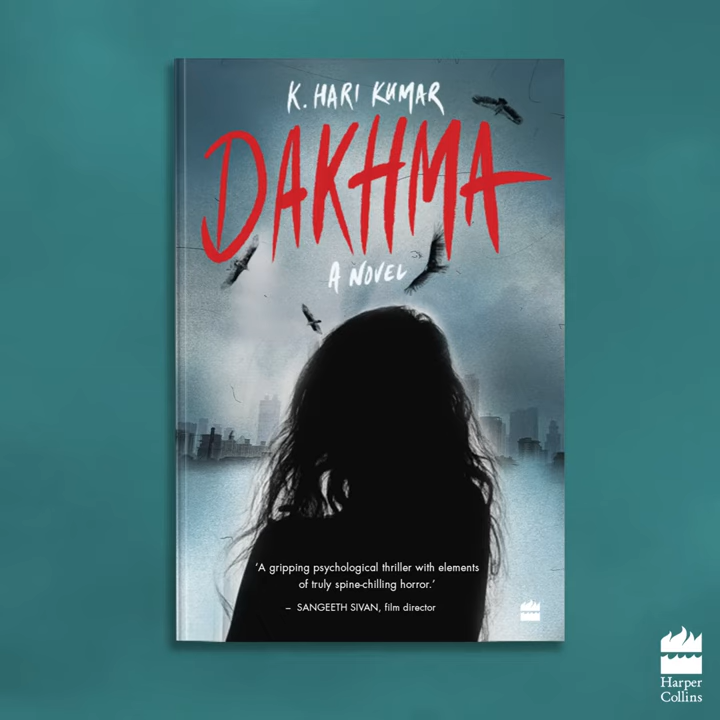 K. HARI KUMAR
DAKHMA
A NOVEL
‘A gripping psychological thriller with elements
of truly spine-chilling horror.’
– SANGEETH SIVAN, film director
Harper
Collins